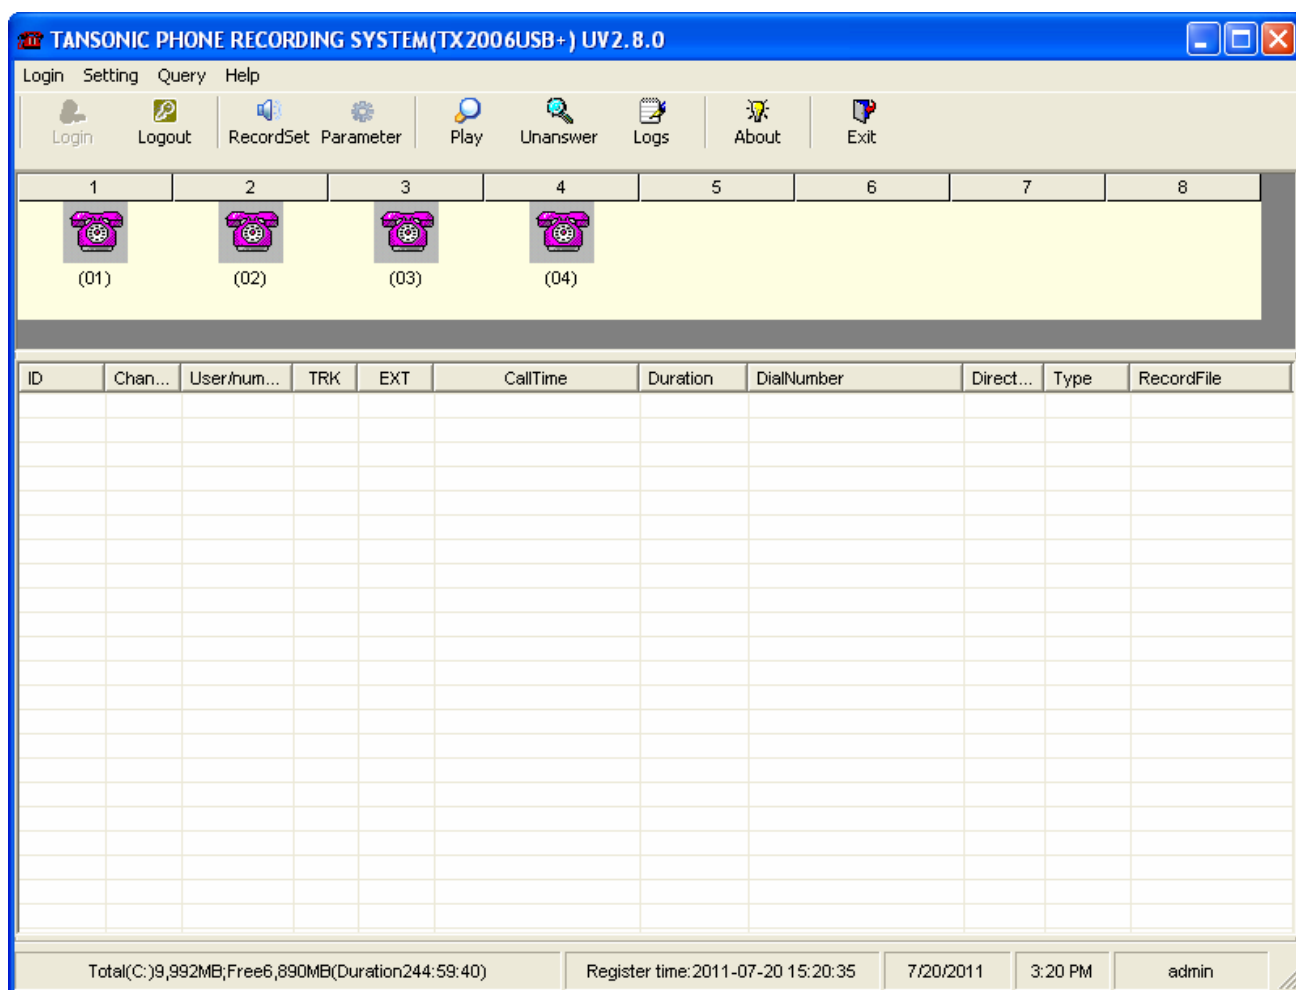 TANSONIC PHONE RECORDING SYSTEM(TX2006USB+) UV2.8.0
Login Setting Query Help
Login Logout RecordSet Parameter Play Unanswer Logs About Exit
1 2 3 4 5 6 7 8
(01) (02) (03) (04)
ID Chan... User/num... TRK EXT CallTime Duration DialNumber Direct... Type RecordFile
Total(C:)9,992MB;Free6,890MB(Duration244:59:40) Register time:2011-07-20 15:20:35 7/20/2011 3:20 PM admin